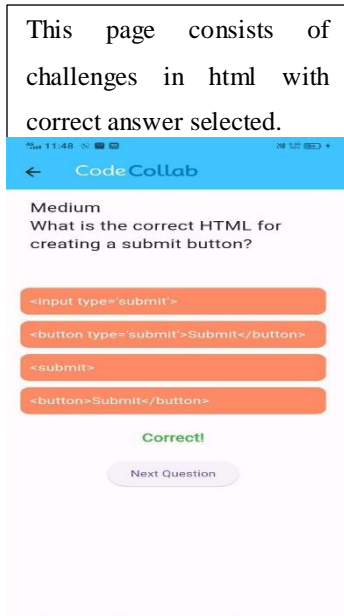 This page consists of
challenges in html with
correct answer selected.
11:48
← CodeCollab
Medium
What is the correct HTML for
creating a submit button?
<input type='submit'>
<button type='submit'>Submit</button>
<submit>
<button>Submit</button>
Correct!
Next Question